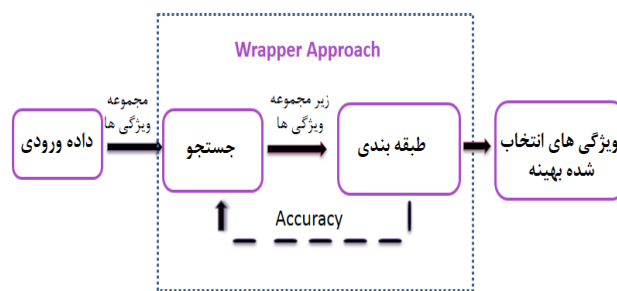 Wrapper Approach
داده ورودی
مجموعه
ویژگی ها
جستجو
زیر مجموعه
ویژگی ها
طبقه بندی
ویژگی های انتخاب
شده بهینه
Accuracy